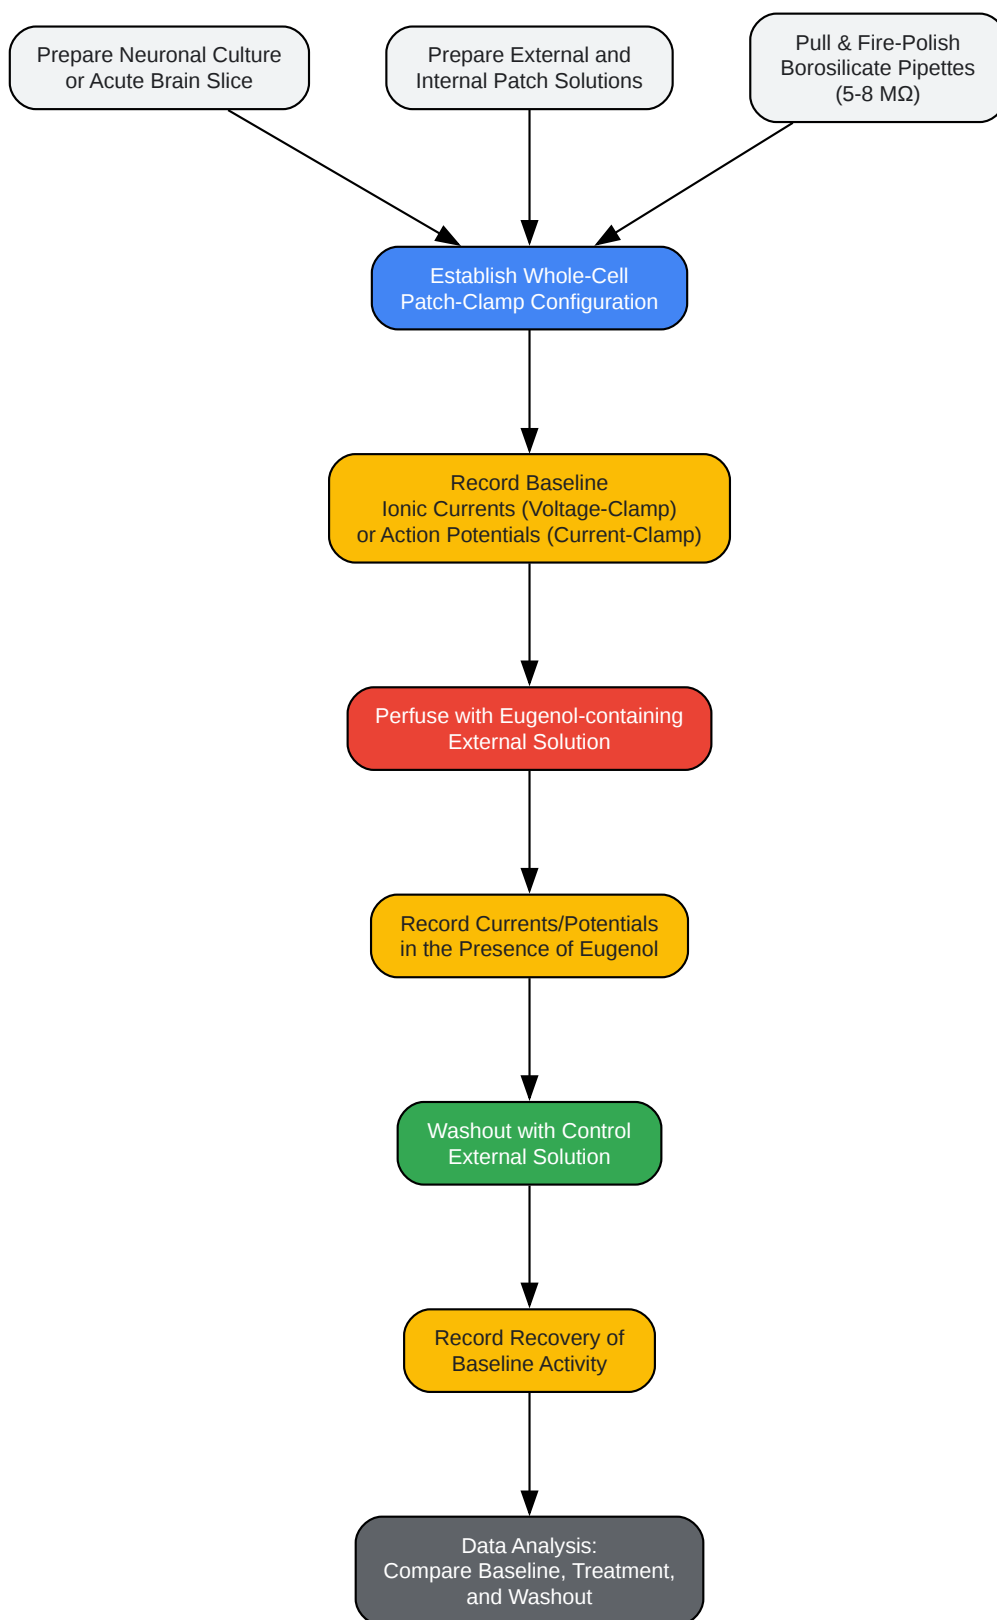 Prepare Neuronal Culture
or Acute Brain Slice
Prepare External and
Internal Patch Solutions
Pull & Fire-Polish
Borosilicate Pipettes
(5-8 MΩ)
Establish Whole-Cell
Patch-Clamp Configuration
Record Baseline
Ionic Currents (Voltage-Clamp)
or Action Potentials (Current-Clamp)
Perfuse with Eugenol-containing
External Solution
Record Currents/Potentials
in the Presence of Eugenol
Washout with Control
External Solution
Record Recovery of
Baseline Activity
Data Analysis:
Compare Baseline, Treatment,
and Washout